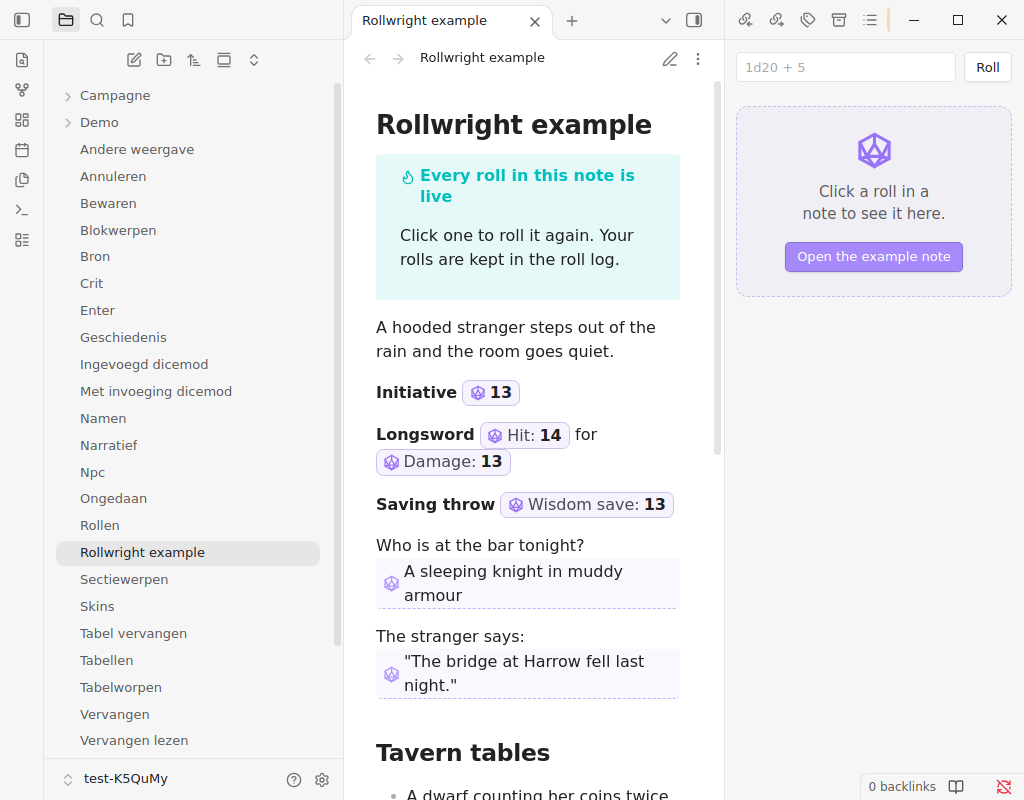 Rollwright example
Rollwright example
1d20 + 5
Roll
Campagne
Demo
Andere weergave
Annuleren
Bewaren
Blokwerpen
Bron
Crit
Enter
Geschiedenis
Ingevoegd dicemod
Met invoeging dicemod
Namen
Narratief
Npc
Ongedaan
Rollen
Rollwright example
Sectiewerpen
Skins
Tabel vervangen
Tabellen
Tabelworpen
Vervangen
Vervangen lezen
test-K5QuMy
Rollwright example
Every roll in this note is
live
Click one to roll it again. Your
rolls are kept in the roll log.
A hooded stranger steps out of the
rain and the room goes quiet.
Initiative 13
Longsword Hit: 14 for
Damage: 13
Saving throw Wisdom save: 13
Who is at the bar tonight?
A sleeping knight in muddy
armour
The stranger says:
"The bridge at Harrow fell last
night."
Tavern tables
A dwarf counting her coins twice
Click a roll in a
note to see it here.
Open the example note
0 backlinks